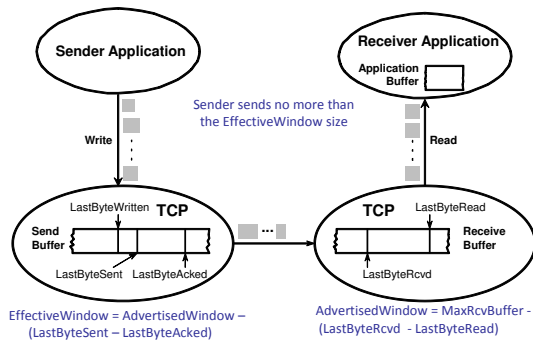 Sender Application
Receiver Application
Application
Buffer
Sender sends no more than
the EffectiveWindow size
Write
Read
TCP
LastByteWritten
Send
Buffer
LastByteSent
LastByteAcked
TCP
LastByteRead
Receive
Buffer
LastByteRcvd
EffectiveWindow = AdvertisedWindow –
(LastByteSent – LastByteAcked)
AdvertisedWindow = MaxRcvBuffer -
(LastByteRcvd - LastByteRead)